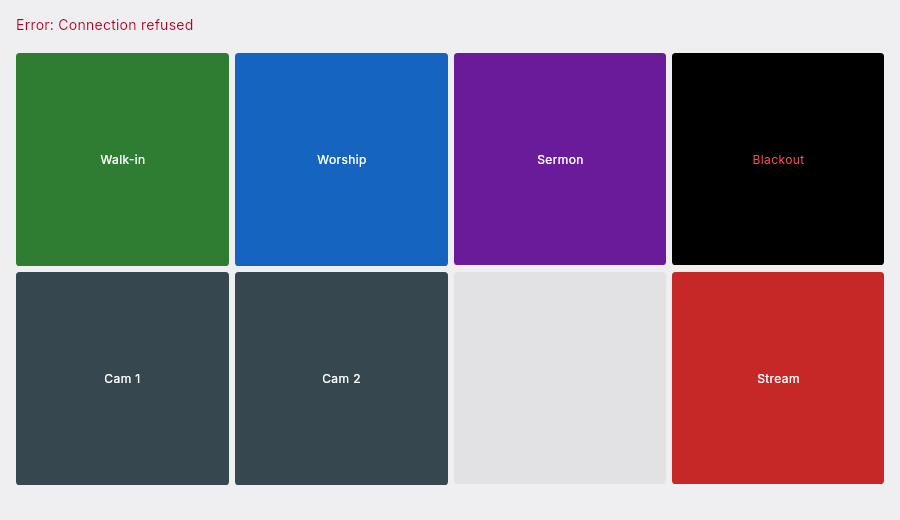 Error: Connection refused
Walk-in
Worship
Sermon
Blackout
Cam 1
Cam 2
Stream